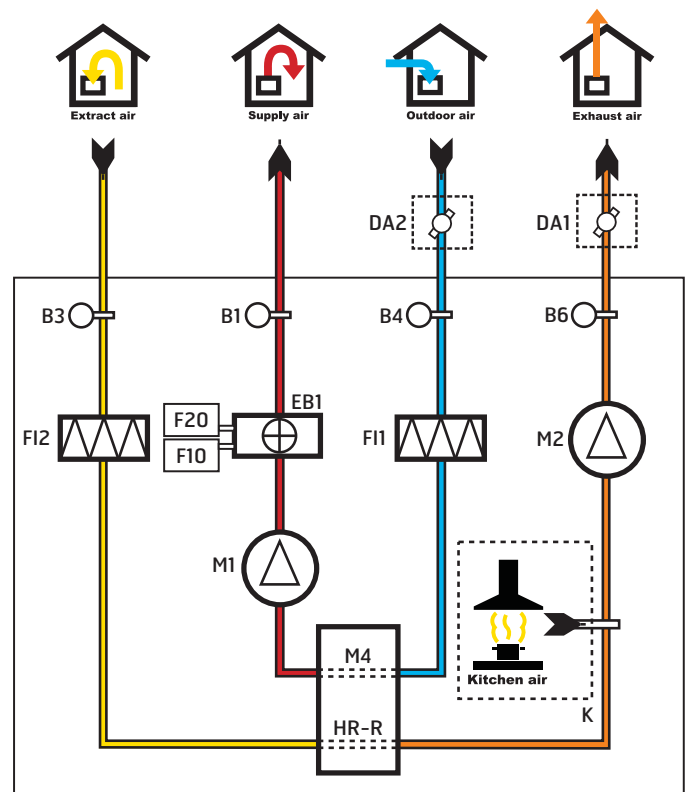 Extract air
Supply air
Outdoor air
Exhaust air
DA2
DA1
B3
B1
B4
B6
EB1
F20
F10
FI2
FI1
M2
M1
Kitchen air
K
M4
HR-R